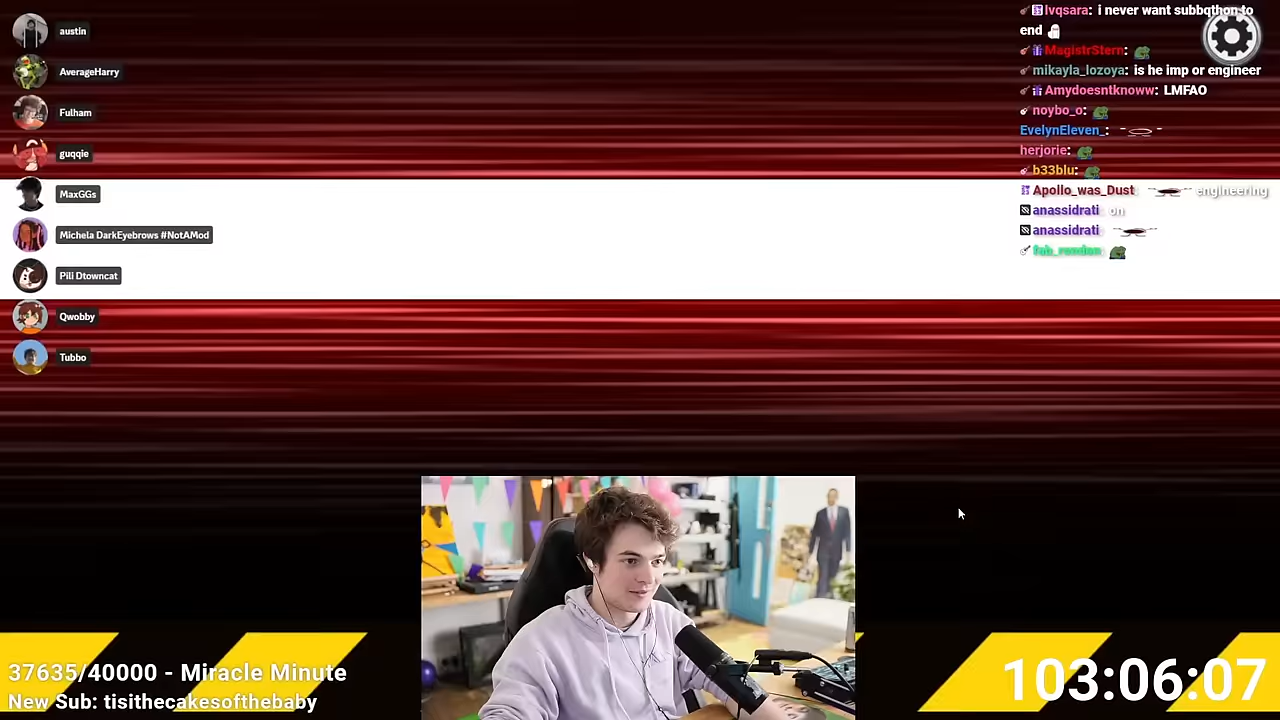 austin
AverageHarry
Fulham
guqqie
MaxGGs
Michela DarkEyebrows #NotAMod
Pili Dtowncat
Qwobby
Tubbo
lvqsara: i never want subbqthon to
end
MagistrStern:
mikayla_lozoya: is he imp or engineer
Amydoesntknoww: LMFAO
noybo_o:
EvelynEleven_:
herjorie:
b33blu:
Apollo_was_Dust engineering
anassidrati on
anassidrati
37635/40000 - Miracle Minute
New Sub: tisithecakesofthebaby
103:06:07